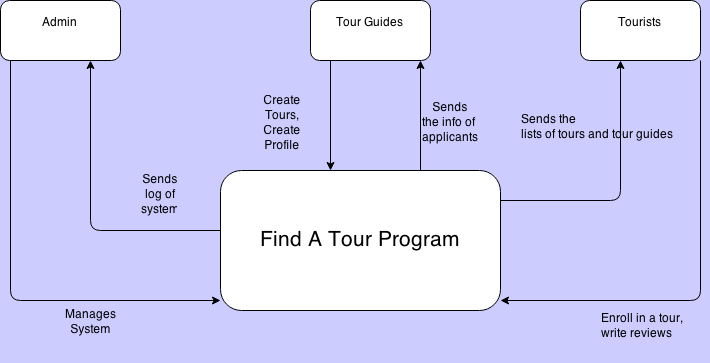 Admin
Tour Guides
Tourists
Create
Tours,
Create
Profile
Sends
the info of
applicants
Sends the
lists of tours and tour guides
Sends
log of
system
Find A Tour Program
Manages
System
Enroll in a tour,
write reviews